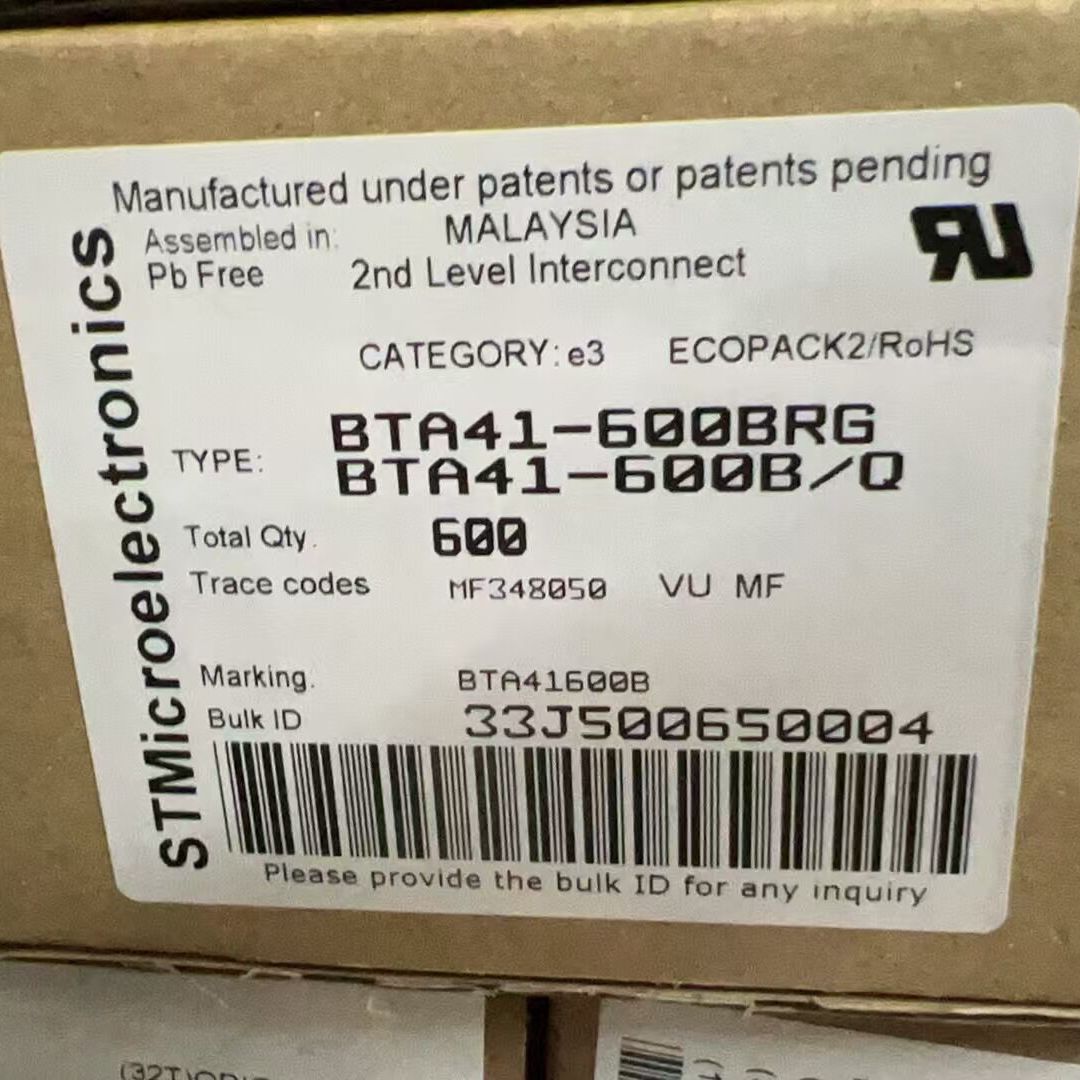 Manufactured under patents or patents pending
Assembled in: MALAYSIA
Pb Free 2nd Level Interconnect
CATEGORY: e3 ECOPACK2/RoHS
TYPE: BTA41-600BRG
BTA41-600B/Q
Total Qty. 600
Trace codes MF348050 VU MF
Marking. BTA41600B
Bulk ID 33J500650004
Please provide the bulk ID for any inquiry
STMicroelectronics